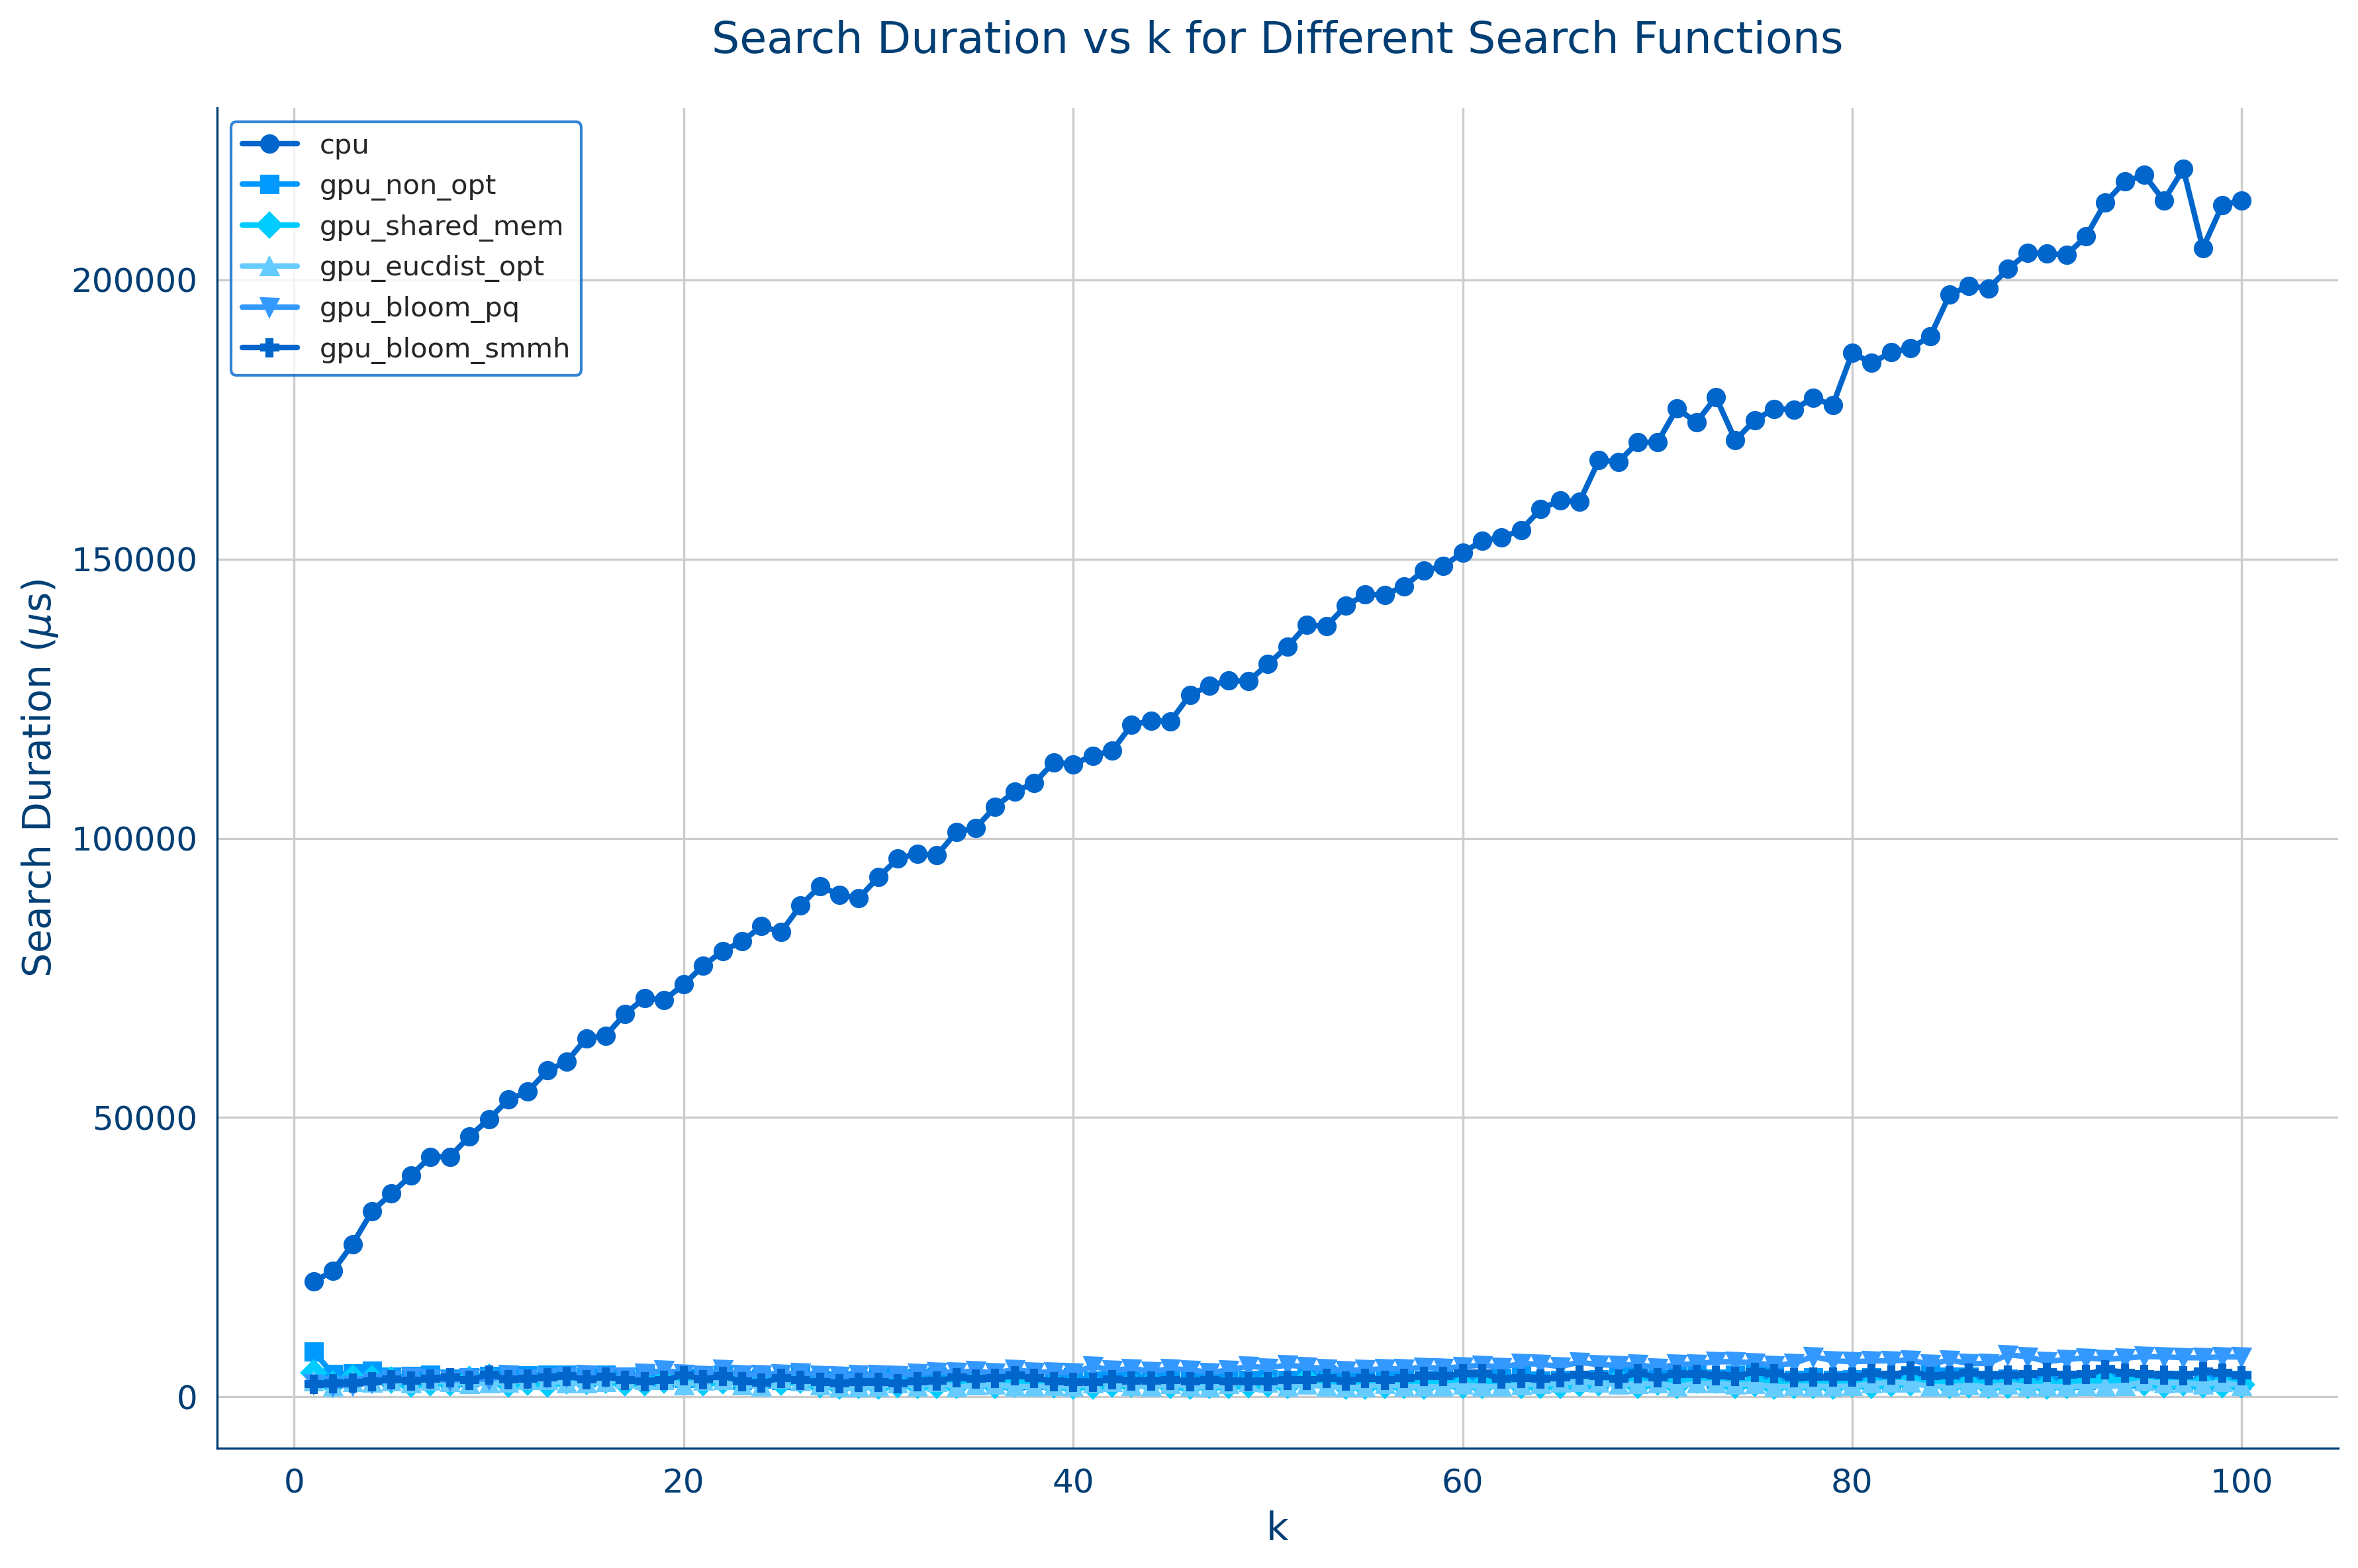 Search Duration vs k for Different Search Functions
cpu
gpu_non_opt
gpu_shared_mem
gpu_eucdist_opt
gpu_bloom_pq
gpu_bloom_smmh
Search Duration (μs)
200000
150000
100000
50000
0
0 20 40 60 80 100
k